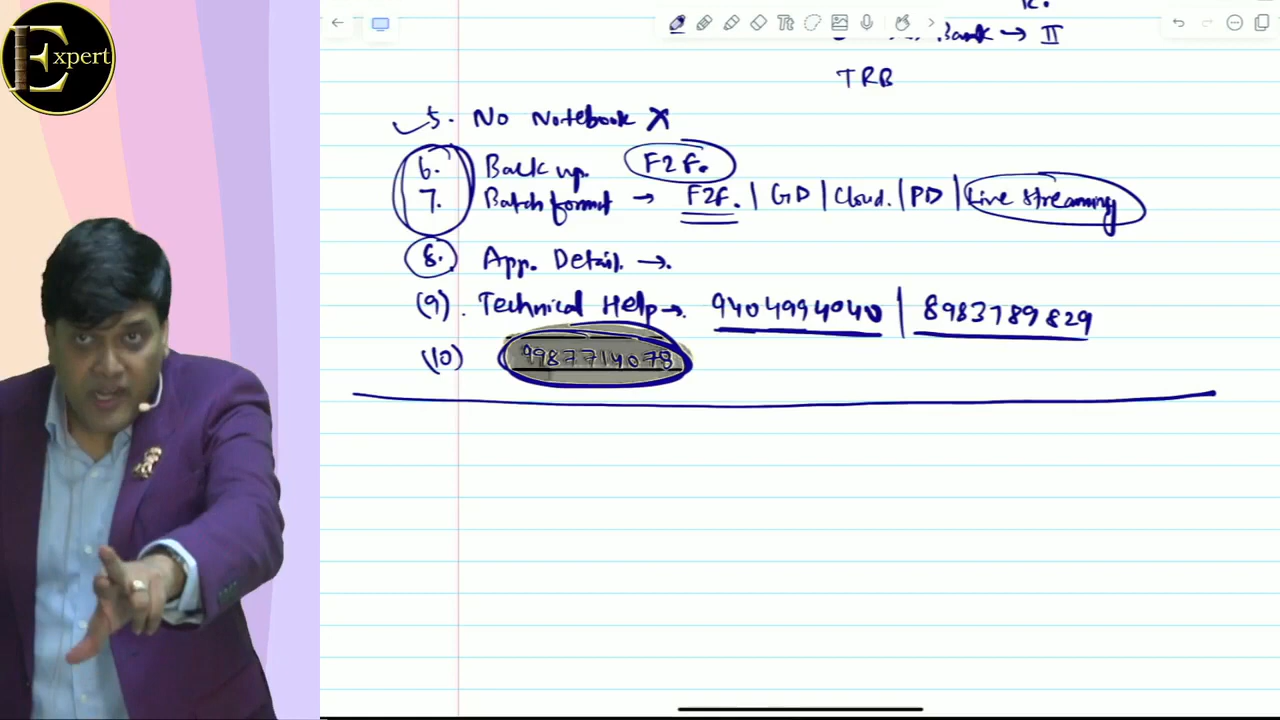 Expert
Bank → II
TRB
5. No Notebook X
6. Back up. F2F.
7. Batch format → F2F. | GD | Cloud. | PD | Live Streaming
8. App. Detail. →.
(9). Technical Help →. 9404994040 | 8983789829
(10) 9987714078